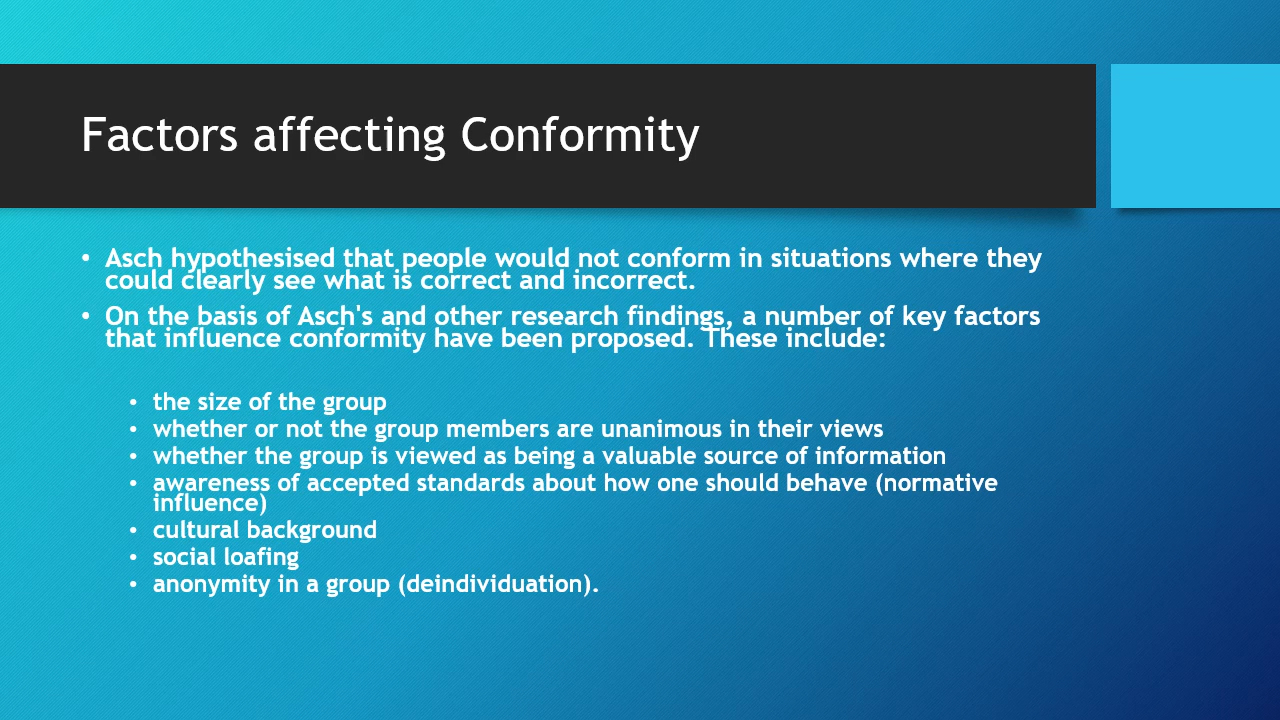 Factors affecting Conformity
• Asch hypothesised that people would not conform in situations where they
could clearly see what is correct and incorrect.
• On the basis of Asch's and other research findings, a number of key factors
that influence conformity have been proposed. These include:
• the size of the group
• whether or not the group members are unanimous in their views
• whether the group is viewed as being a valuable source of information
• awareness of accepted standards about how one should behave (normative
influence)
• cultural background
• social loafing
• anonymity in a group (deindividuation).